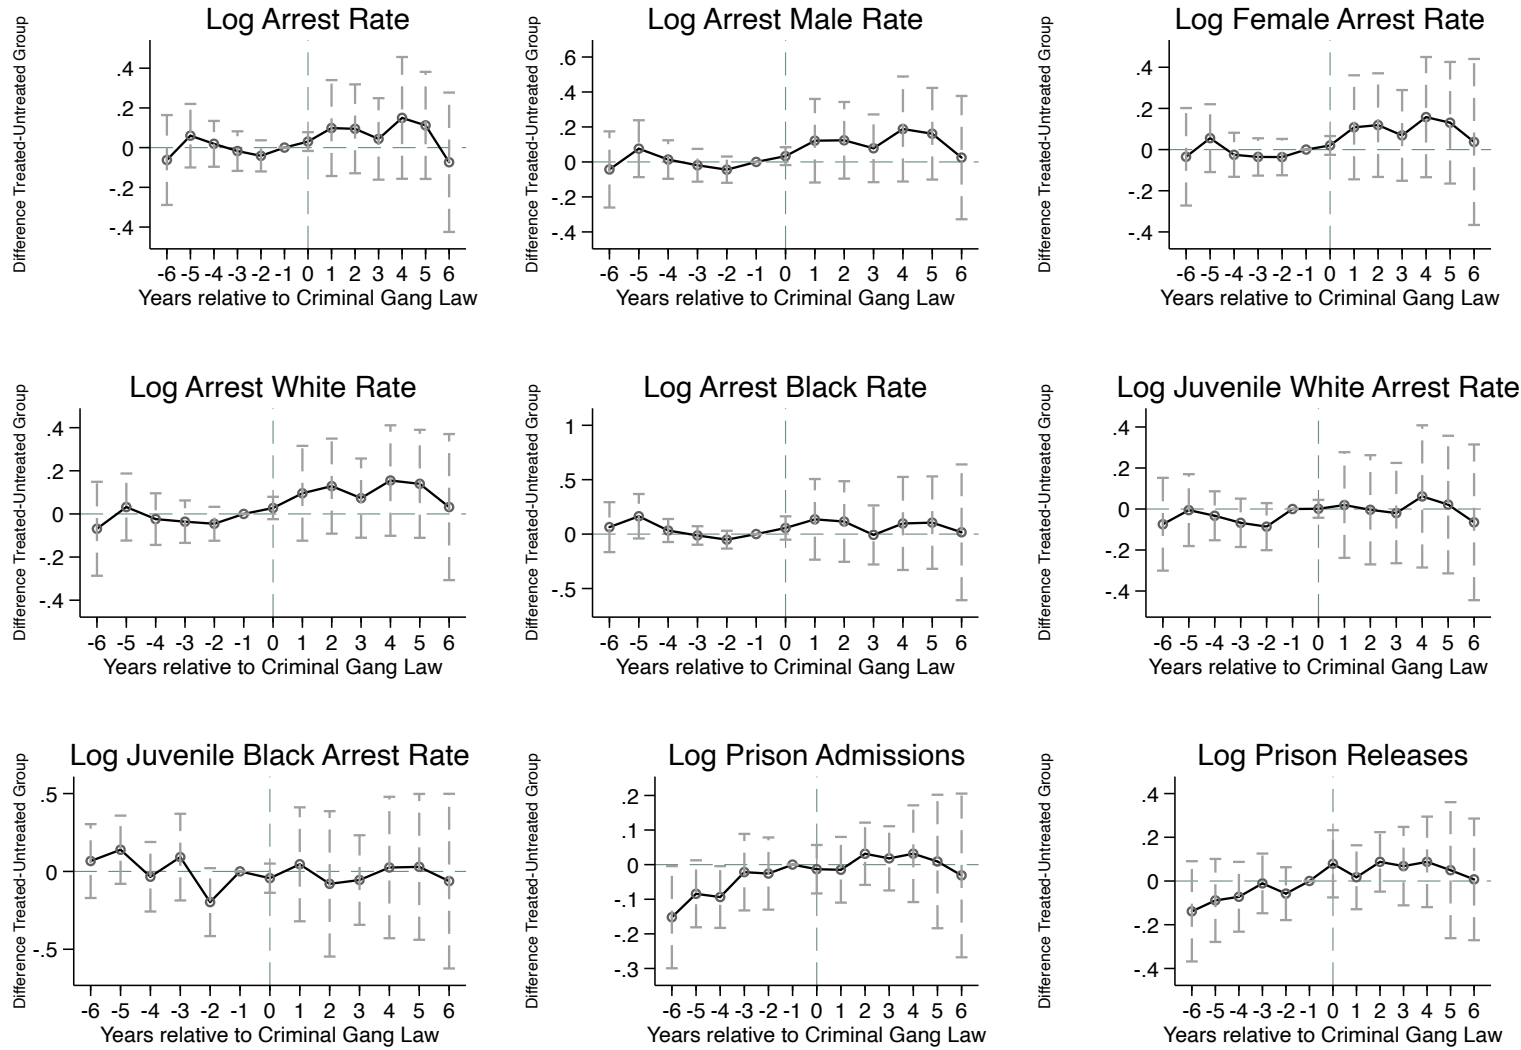 Log Arrest Rate
Difference Treated-Untreated Group
.4
.2
0
-.2
-.4
-6 -5 -4 -3 -2 -1 0 1 2 3 4 5 6
Years relative to Criminal Gang Law
Log Arrest Male Rate
Difference Treated-Untreated Group
.6
.4
.2
0
-.2
-.4
-6 -5 -4 -3 -2 -1 0 1 2 3 4 5 6
Years relative to Criminal Gang Law
Log Female Arrest Rate
Difference Treated-Untreated Group
.4
.2
0
-.2
-.4
-6 -5 -4 -3 -2 -1 0 1 2 3 4 5 6
Years relative to Criminal Gang Law
Log Arrest White Rate
Difference Treated-Untreated Group
.4
.2
0
-.2
-.4
-6 -5 -4 -3 -2 -1 0 1 2 3 4 5 6
Years relative to Criminal Gang Law
Log Arrest Black Rate
Difference Treated-Untreated Group
1
.5
0
-.5
-6 -5 -4 -3 -2 -1 0 1 2 3 4 5 6
Years relative to Criminal Gang Law
Log Juvenile White Arrest Rate
Difference Treated-Untreated Group
.4
.2
0
-.2
-.4
-6 -5 -4 -3 -2 -1 0 1 2 3 4 5 6
Years relative to Criminal Gang Law
Log Juvenile Black Arrest Rate
Difference Treated-Untreated Group
.5
0
-.5
-6 -5 -4 -3 -2 -1 0 1 2 3 4 5 6
Years relative to Criminal Gang Law
Log Prison Admissions
Difference Treated-Untreated Group
.2
.1
0
-.1
-.2
-.3
-6 -5 -4 -3 -2 -1 0 1 2 3 4 5 6
Years relative to Criminal Gang Law
Log Prison Releases
Difference Treated-Untreated Group
.4
.2
0
-.2
-.4
-6 -5 -4 -3 -2 -1 0 1 2 3 4 5 6
Years relative to Criminal Gang Law